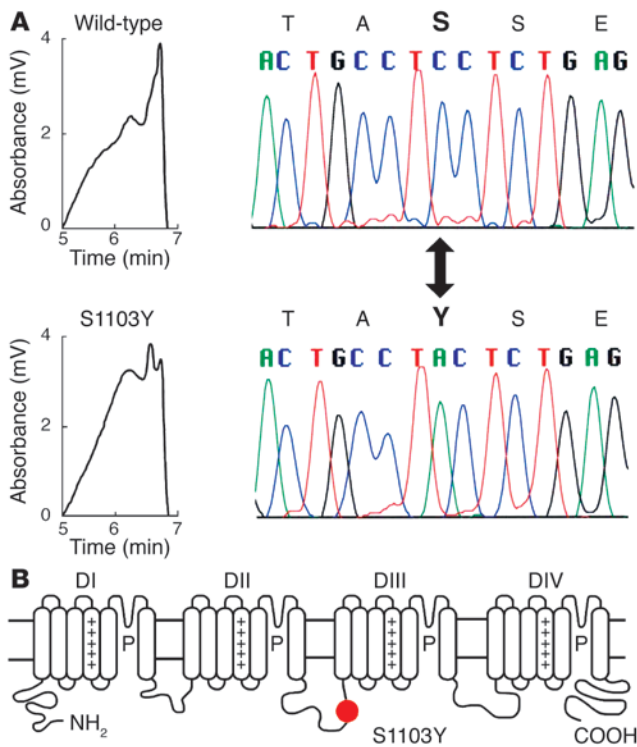 A
Wild-type
Absorbance (mV)
4
2
0
5 6 7
Time (min)
T A S S E
ACTGCCTCCTCTGAG
S1103Y
Absorbance (mV)
4
2
0
5 6 7
Time (min)
T A Y S E
ACTGCCTACTCTGAG
B
DI DII DIII DIV
P P P P
++++ ++++ ++++ ++++
NH2
S1103Y
COOH